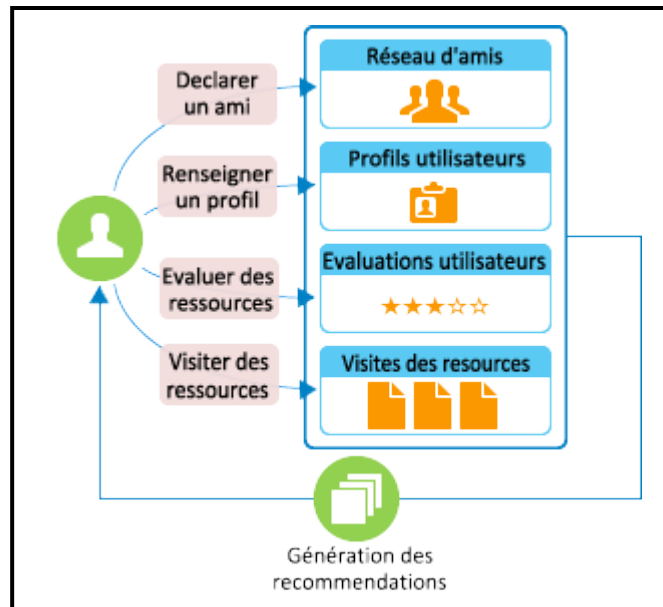 Réseau d'amis
Declarer
un ami
Profils utilisateurs
Renseigner
un profil
Evaluations utilisateurs
Evaluer des
ressources
Visites des resources
Visiter des
ressources
Génération des
recommendations